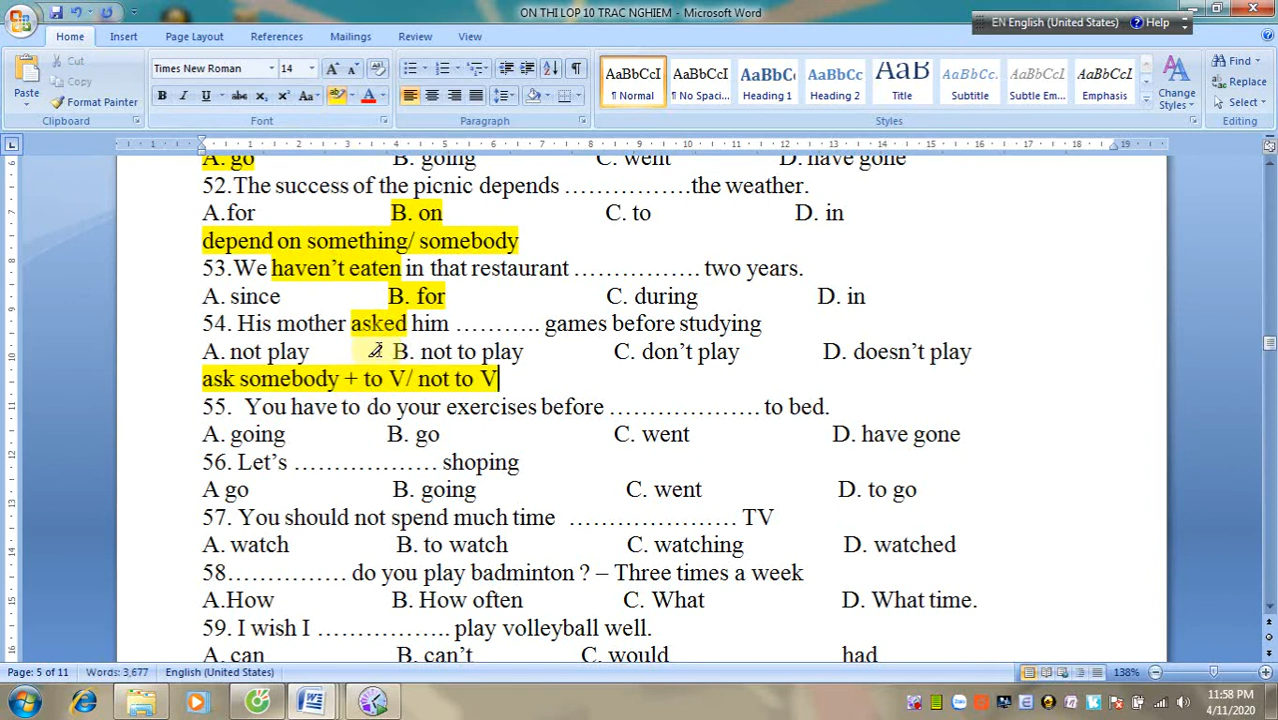 ON THI LOP 10 TRAC NGHIEM - Microsoft Word
EN English (United States) Help
Home Insert Page Layout References Mailings Review View
Paste
Cut
Copy
Format Painter
Times New Roman 14
AaBbCcI AaBbCcI AaBbCc AaBbCc AaB AaBbCcI AaBbCcI AaBbCcI
¶ Normal ¶ No Spaci... Heading 1 Heading 2 Title Subtitle Subtle Em... Emphasis
Change Styles
Find
Replace
Select
Clipboard Font Paragraph Styles Editing
A. go B. going C. went D. have gone
52.The success of the picnic depends ……………the weather.
A.for B. on C. to D. in
depend on something/ somebody
53.We haven’t eaten in that restaurant ……………. two years.
A. since B. for C. during D. in
54. His mother asked him ……….. games before studying
A. not play B. not to play C. don’t play D. doesn’t play
ask somebody + to V/ not to V
55. You have to do your exercises before ………………. to bed.
A. going B. go C. went D. have gone
56. Let’s ……………… shoping
A go B. going C. went D. to go
57. You should not spend much time ………………… TV
A. watch B. to watch C. watching D. watched
58…………… do you play badminton ? – Three times a week
A.How B. How often C. What D. What time.
59. I wish I …………….. play volleyball well.
A. can B. can’t C. would had
Page: 5 of 11 Words: 3,677 English (United States) 138%
11:58 PM
4/11/2020